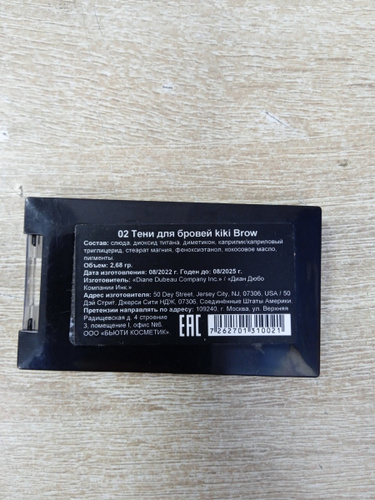 02 Тени для бровей kiki Brow
Состав: слюда, диоксид титана, диметикон, каприлик/каприловый
триглицерид, стеарат магния, феноксиэтанол, кокосовое масло,
пигменты.
Объем: 2,68 гр.
Дата изготовления: 08/2022 г. Годен до: 08/2025 г.
Изготовитель: «Diane Dubeau Company Inc.» / «Диан Дюбо
Компани Инк.»
Адрес изготовителя: 50 Dey Street, Jersey City, NJ, 07306, USA / 50
Дэй Стрит, Джерси Сити НДЖ, 07306, Соединённые Штаты Америки
Претензии направлять по адресу: 109240, г. Москва, ул. Верхняя
Радищевская д. 4 строение
3, помещение I, офис №6.
ООО «БЬЮТИ КОСМЕТИК»
EAC
7262701310021